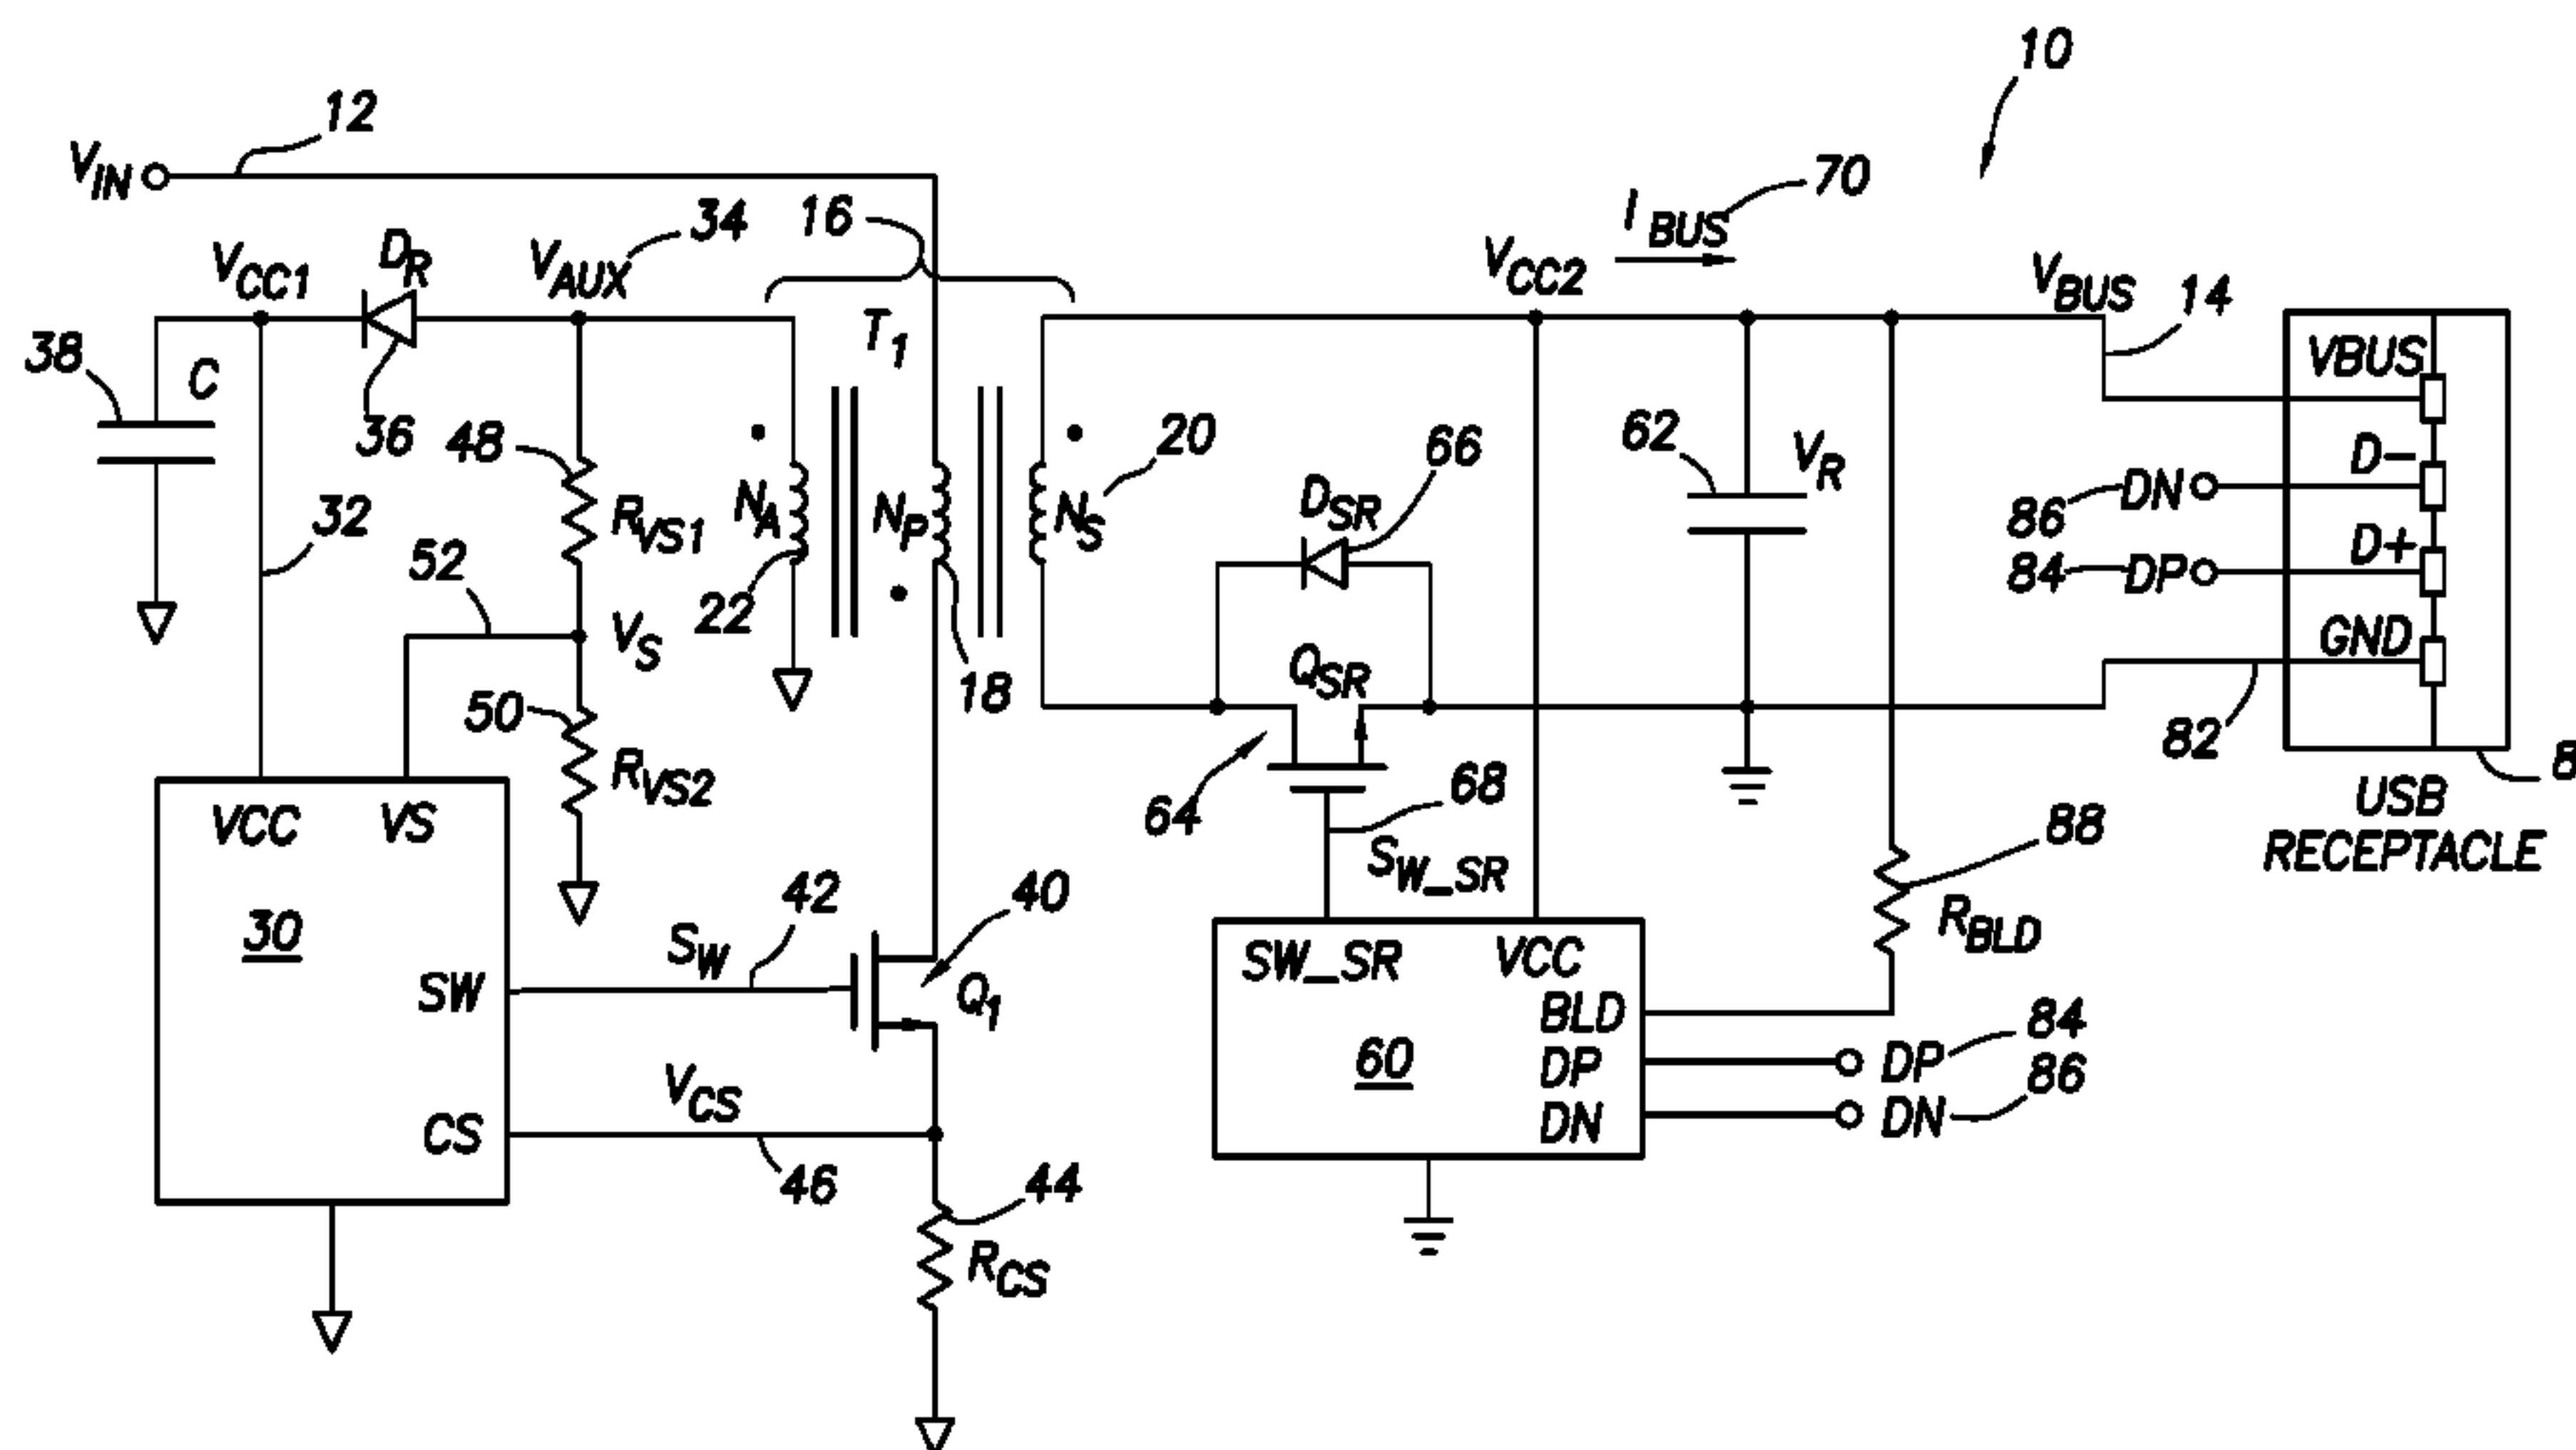 10
12
V_IN
70
I_BUS
16
34
V_CC1
D_R
V_AUX
V_CC2
V_BUS
14
38
C
T_1
VBUS
36
48
20
66
62
V_R
D-
86 DN
32
R_VS1
N_A
N_P
N_S
D_SR
D+
84 DP
52
22
V_S
18
Q_SR
GND
50
R_VS2
64
68
82
8
USB
RECEPTACLE
VCC
VS
S_W_SR
88
30
42
40
S_W
R_BLD
SW_SR
VCC
SW
Q_1
BLD
84
60
DP
DP
86
V_CS
DN
DN
CS
46
44
R_CS